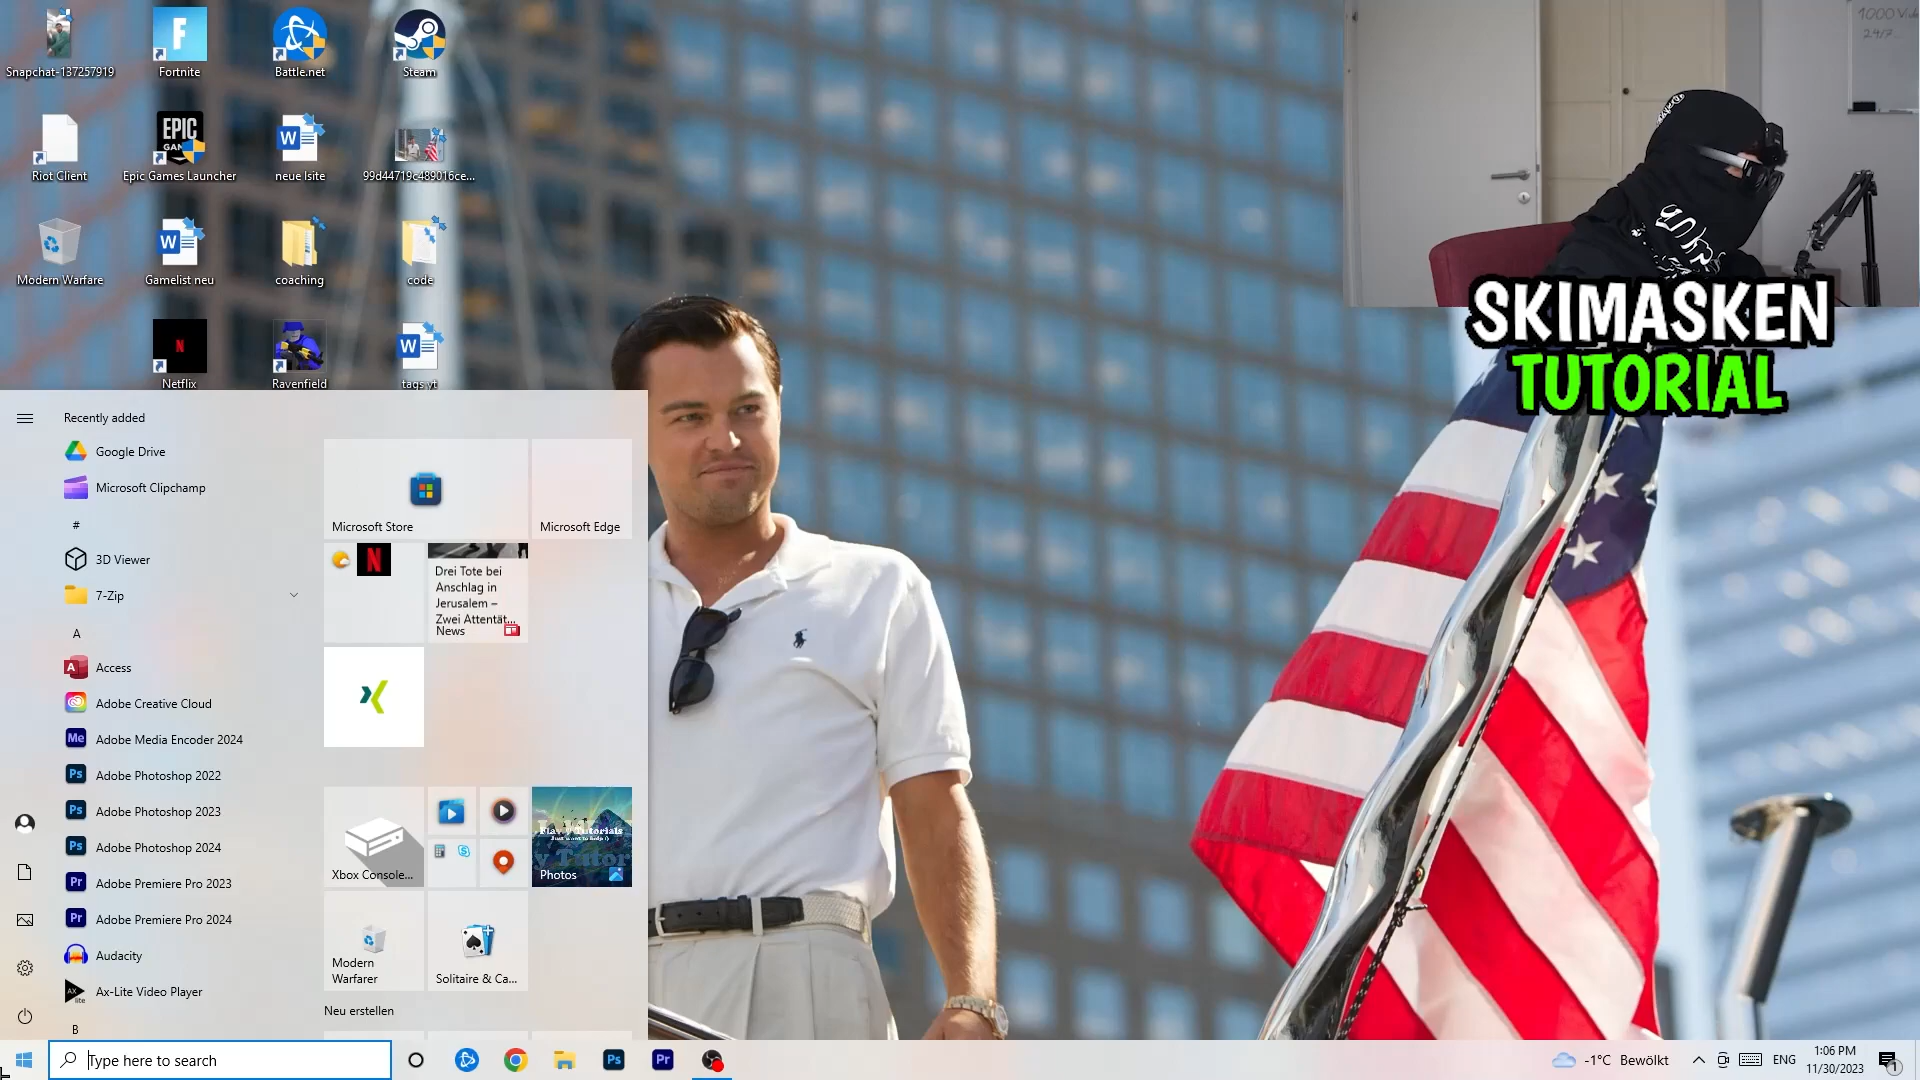 Snapchat-137257919
Fortnite
Battle.net
Steam
Riot Client
EPIC
Epic Games Launcher
neue lsite
99d44719c489016ce...
Modern Warfare
Gamelist neu
coaching
code
Netflix
Ravenfield
tags yt
1000
24/7
SKIMASKEN
TUTORIAL
Recently added
Google Drive
Microsoft Clipchamp
#
3D Viewer
7-Zip
A
Access
Adobe Creative Cloud
Adobe Media Encoder 2024
Adobe Photoshop 2022
Adobe Photoshop 2023
Adobe Photoshop 2024
Adobe Premiere Pro 2023
Adobe Premiere Pro 2024
Audacity
Ax-Lite Video Player
B
Microsoft Store
Microsoft Edge
Drei Tote bei
Anschlag in
Jerusalem –
Zwei Attentät...
News
Xbox Console...
Photos
Modern
Warfarer
Solitaire & Ca...
Neu erstellen
Type here to search
-1°C Bewölkt
ENG
1:06 PM
11/30/2023
1